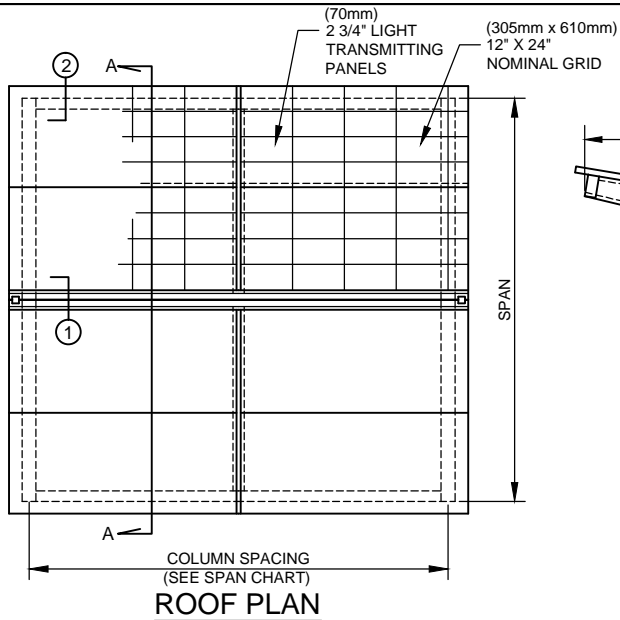 (70mm)
2 3/4" LIGHT
TRANSMITTING
PANELS
(305mm x 610mm)
12" X 24"
NOMINAL GRID
2
A
1
SPAN
A
COLUMN SPACING
(SEE SPAN CHART)
ROOF PLAN